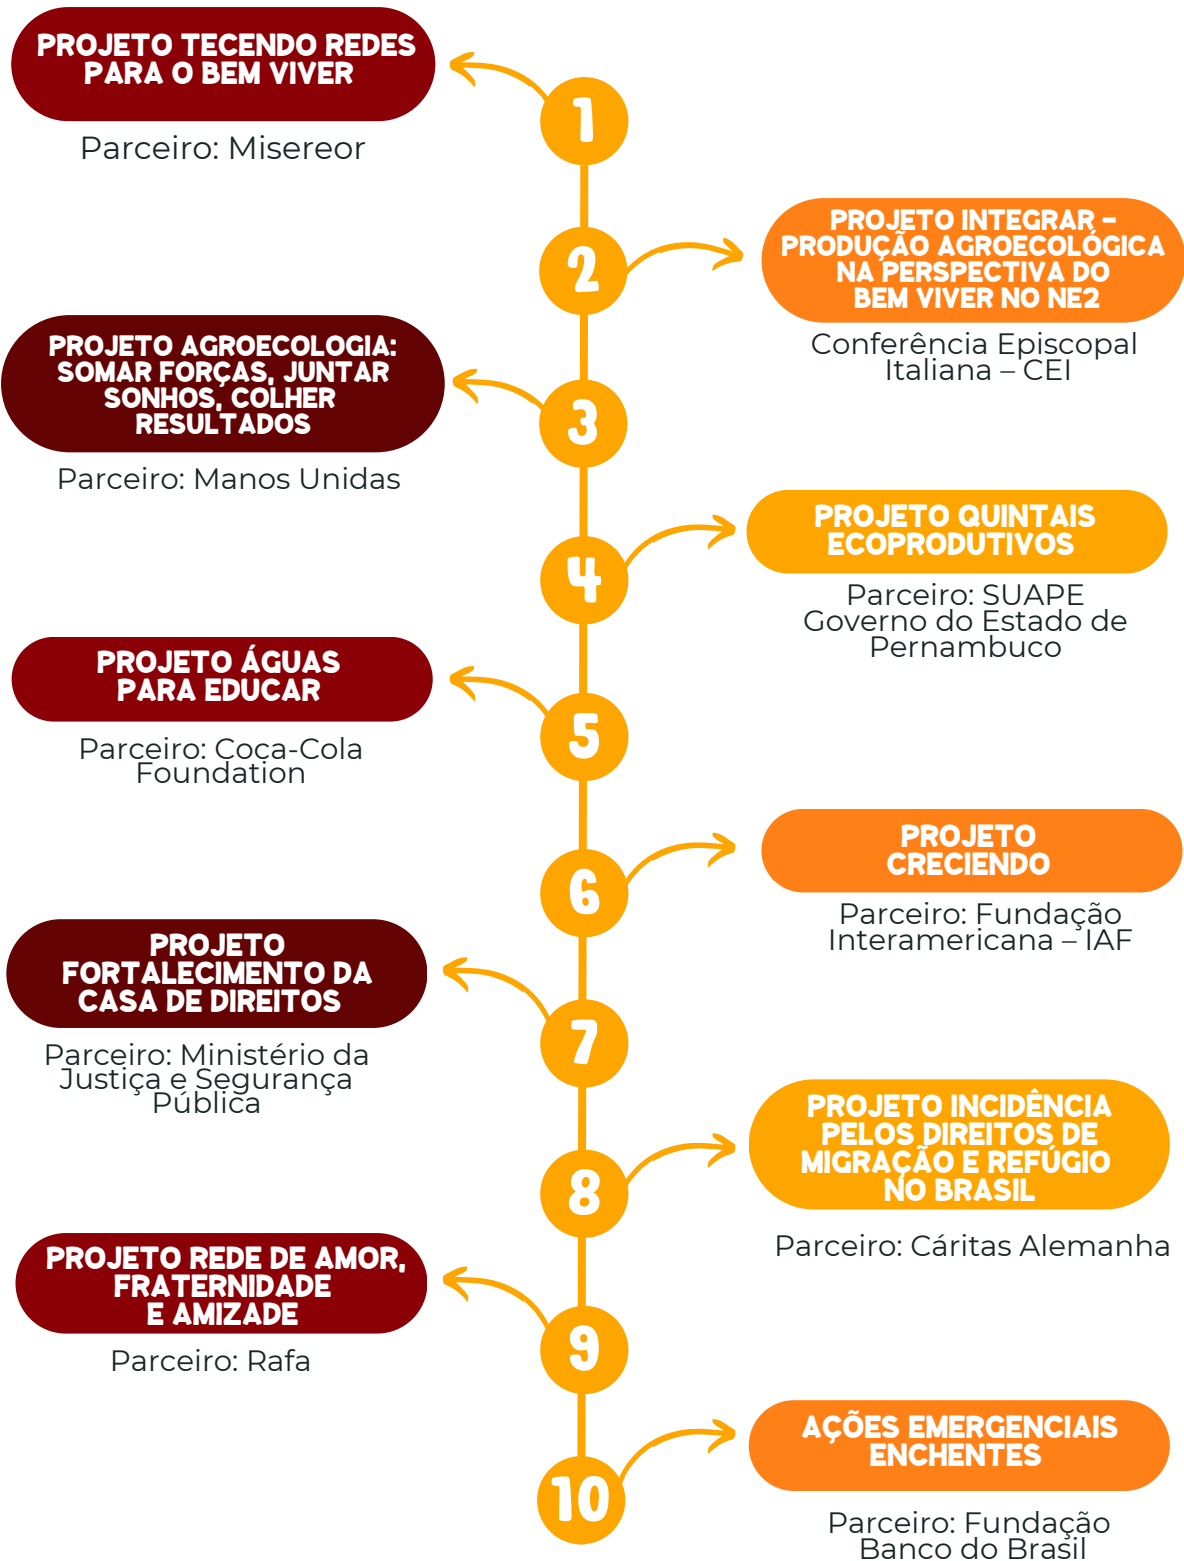 PROJETO TECENDO REDES
PARA O BEM VIVER
Parceiro: Misereor
1
2
PROJETO INTEGRAR –
PRODUÇÃO AGROECOLÓGICA
NA PERSPECTIVA DO
BEM VIVER NO NE2
Conferência Episcopal
Italiana – CEI
PROJETO AGROECOLOGIA:
SOMAR FORÇAS, JUNTAR
SONHOS, COLHER
RESULTADOS
Parceiro: Manos Unidas
3
4
PROJETO QUINTAIS
ECOPRODUTIVOS
Parceiro: SUAPE
Governo do Estado de
Pernambuco
PROJETO ÁGUAS
PARA EDUCAR
Parceiro: Coca-Cola
Foundation
5
6
PROJETO
CRECIENDO
Parceiro: Fundação
Interamericana – IAF
PROJETO
FORTALECIMENTO DA
CASA DE DIREITOS
Parceiro: Ministério da
Justiça e Segurança
Pública
7
8
PROJETO INCIDÊNCIA
PELOS DIREITOS DE
MIGRAÇÃO E REFÚGIO
NO BRASIL
Parceiro: Cáritas Alemanha
PROJETO REDE DE AMOR,
FRATERNIDADE
E AMIZADE
Parceiro: Rafa
9
10
AÇÕES EMERGENCIAIS
ENCHENTES
Parceiro: Fundação
Banco do Brasil